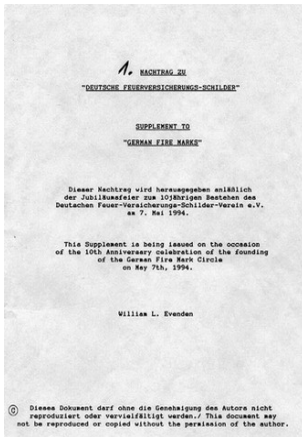 1. NACHTRAG ZU
"DEUTSCHE FEUERVERSICHERUNGS-SCHILDER"
SUPPLEMENT TO
"GERMAN FIRE MARKS"
Dieser Nachtrag wird herausgegeben anläßlich
der Jubiläumsfeier zum 10jährigen Bestehen des
Deutschen Feuer-Versicherungs-Schilder-Verein e.V.
am 7. Mai 1994.
This Supplement is being issued on the occasion
of the 10th Anniversary celebration of the founding
of the German Fire Mark Circle
on May 7th, 1994.
William L. Evenden
© Dieses Dokument darf ohne die Genehmigung des Autors nicht
reproduziert oder vervielfältigt werden./ This document may
not be reproduced or copied without the permission of the author.